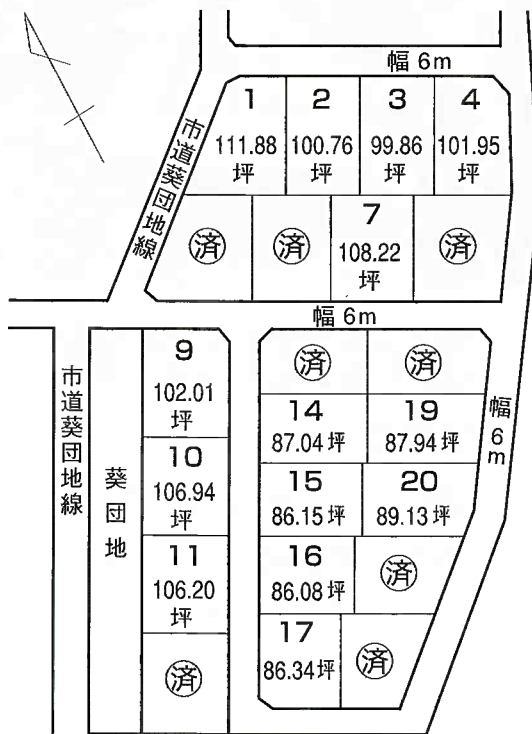 幅 6m
1
111.88
坪
2
100.76
坪
3
99.86
坪
4
101.95
坪
市道葵団地線
済
済
7
108.22
坪
済
幅 6m
9
102.01
坪
済
済
14
87.04坪
19
87.94坪
幅6m
市道葵団地線
葵団地
10
106.94
坪
15
86.15坪
20
89.13坪
11
106.20
坪
16
86.08坪
済
済
17
86.34坪
済